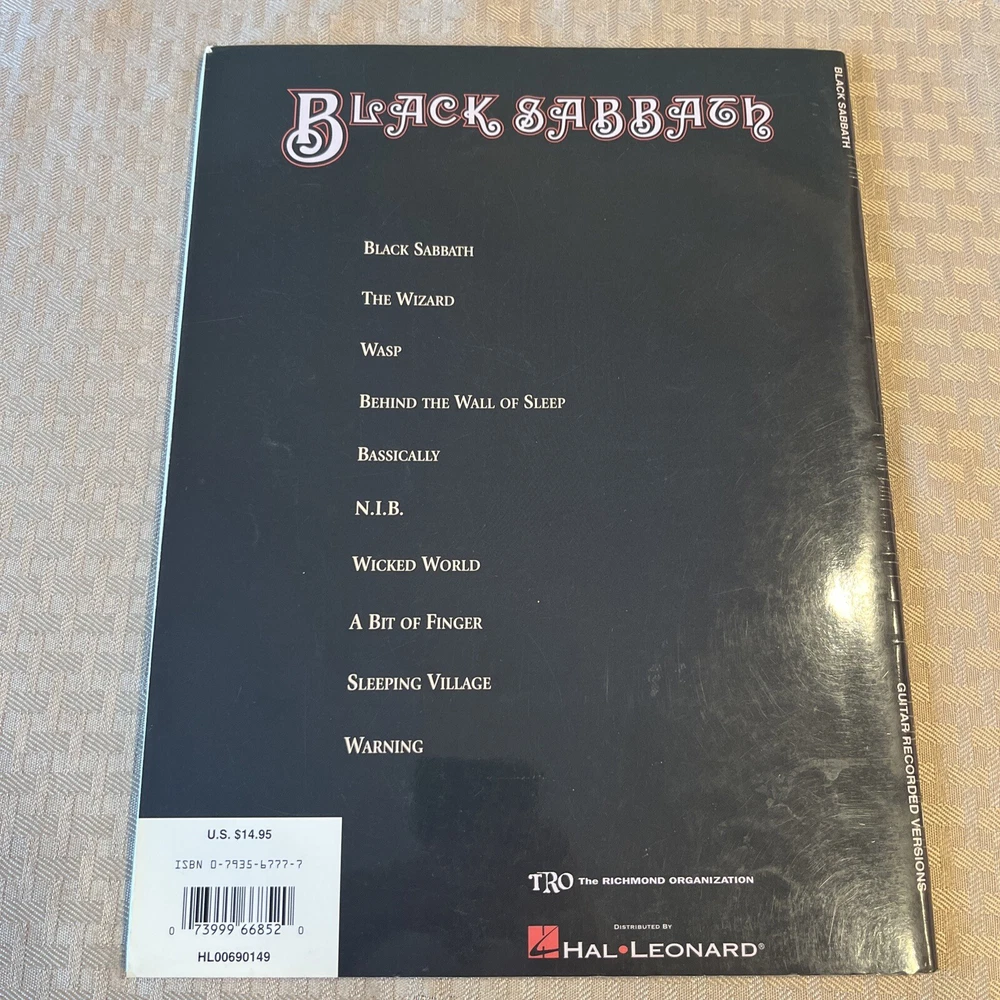 BLACK SABBATH
BLACK SABBATH
BLACK SABBATH
THE WIZARD
WASP
BEHIND THE WALL OF SLEEP
BASSICALLY
N.I.B.
WICKED WORLD
A BIT OF FINGER
SLEEPING VILLAGE
WARNING
GUITAR RECORDED VERSIONS
U.S. $14.95
ISBN 0-7935-6777-7
0 73999 66852 0
HL00690149
TRO The RICHMOND ORGANIZATION
DISTRIBUTED BY
HAL•LEONARD®